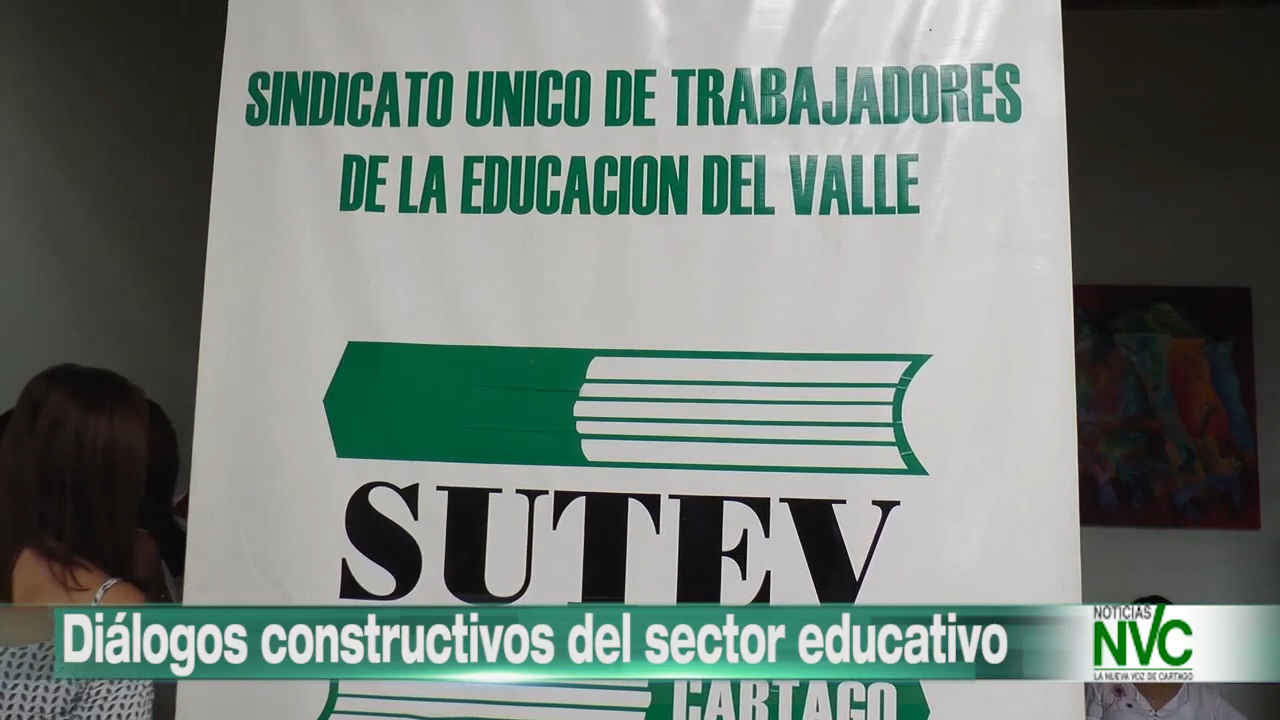 SINDICATO UNICO DE TRABAJADORES
DE LA EDUCACION DEL VALLE
SUTEV
Diálogos constructivos del sector educativo
NOTICIAS
NVC
LA NUEVA VOZ DE CARTAGO
CARTAGO